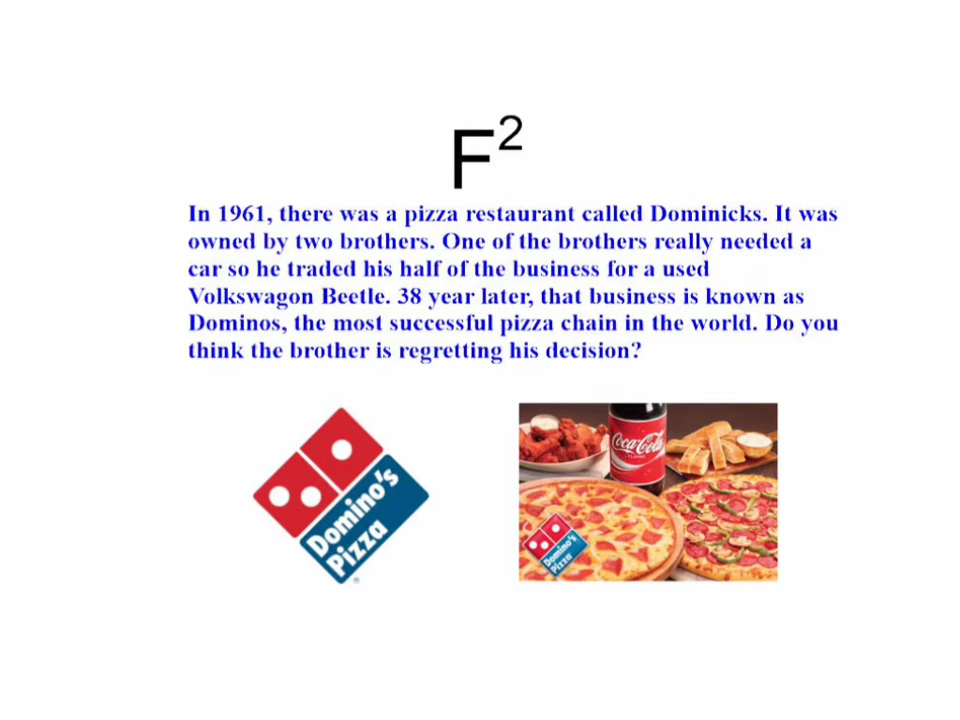 F²
In 1961, there was a pizza restaurant called Dominicks. It was
owned by two brothers. One of the brothers really needed a
car so he traded his half of the business for a used
Volkswagon Beetle. 38 year later, that business is known as
Dominos, the most successful pizza chain in the world. Do you
think the brother is regretting his decision?
Domino's
Pizza
®
Coca-Cola
CLASSIC
Domino's
Pizza